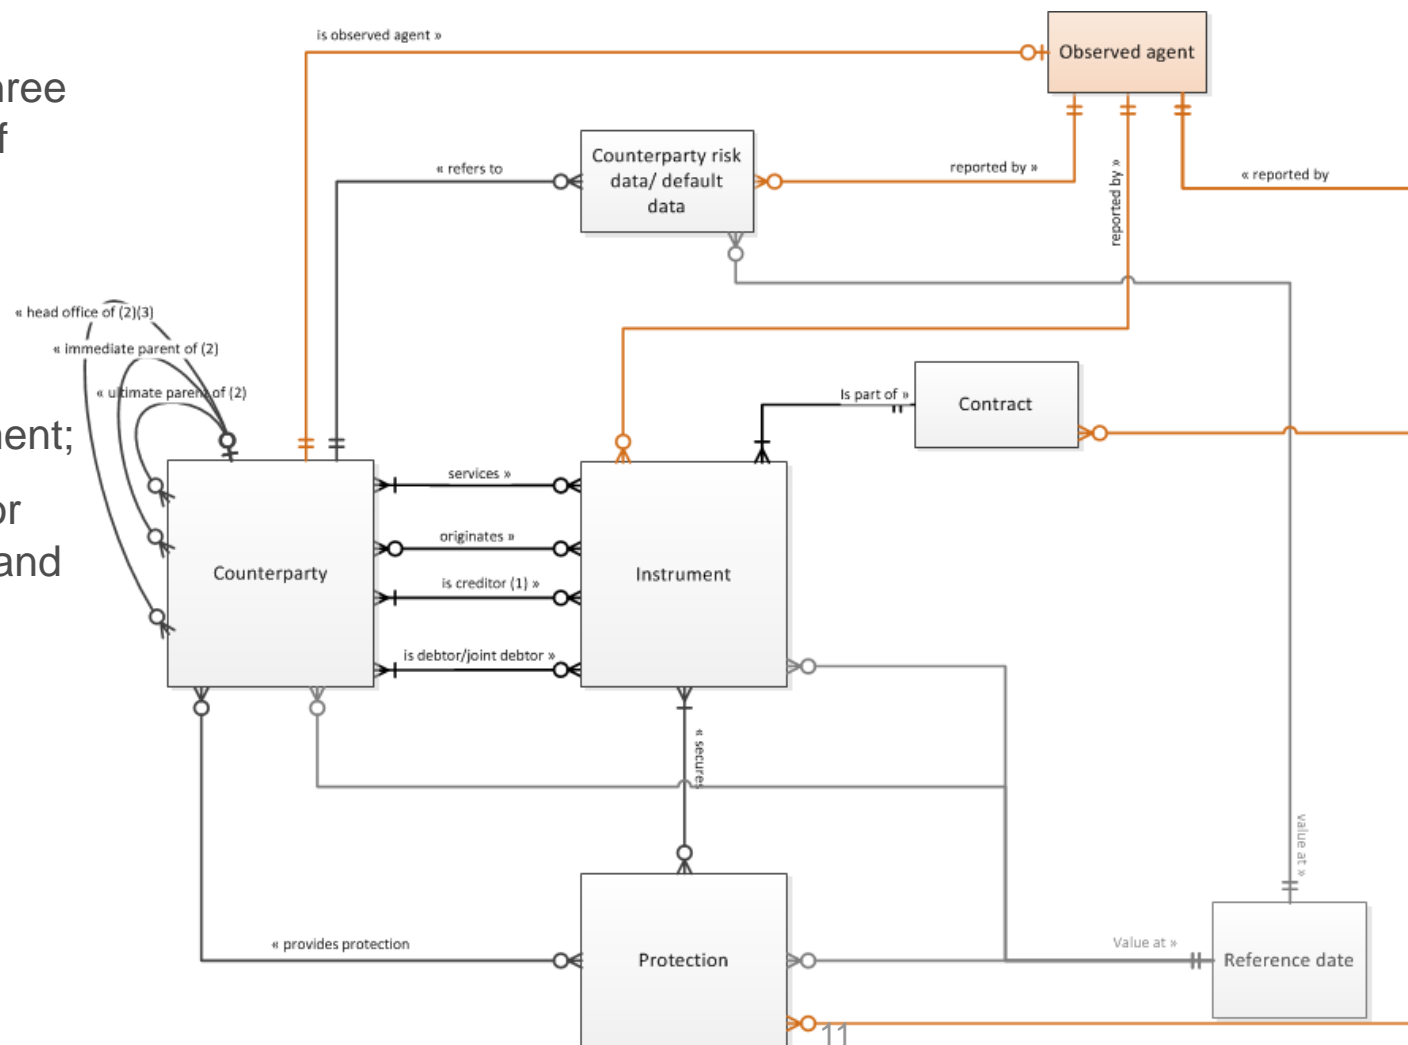 is observed agent »
Observed agent
hree
f
Counterparty risk
data/ default
data
« refers to
reported by »
reported by »
« reported by
« head office of (2)(3)
« immediate parent of (2)
« ultimate parent of (2)
Is part of »
Contract
nent;
or
and
services »
originates »
is creditor (1) »
is debtor/joint debtor »
Counterparty
Instrument
« secures
value at »
« provides protection
Protection
Value at »
Reference date
11